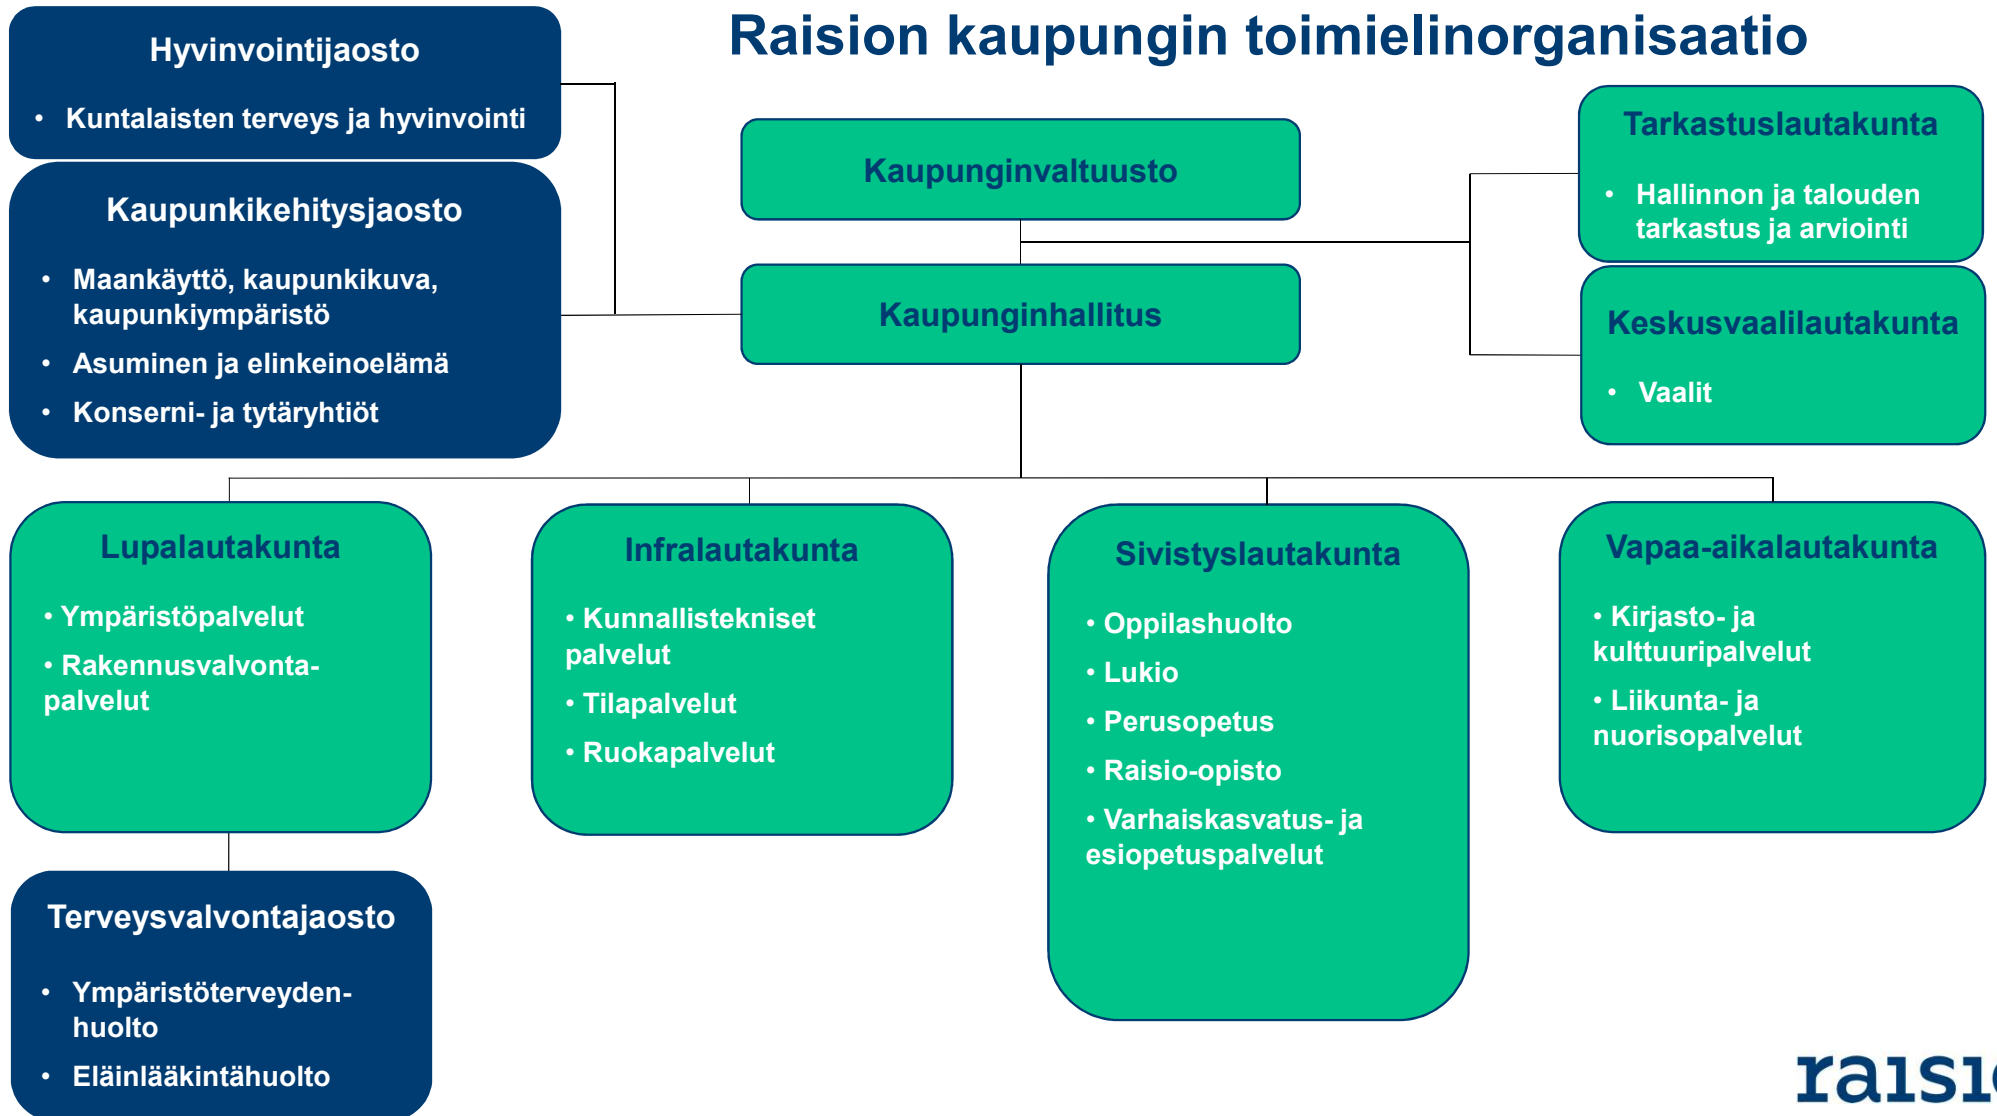 Raision kaupungin toimielinorganisaatio
Hyvinvointijaosto
• Kuntalaisten terveys ja hyvinvointi
Kaupunkikehitysjaosto
• Maankäyttö, kaupunkikuva,
kaupunkiympäristö
• Asuminen ja elinkeinoelämä
• Konserni- ja tytäryhtiöt
Kaupunginvaltuusto
Kaupunginhallitus
Tarkastuslautakunta
• Hallinnon ja talouden
tarkastus ja arviointi
Keskusvaalilautakunta
• Vaalit
Lupalautakunta
• Ympäristöpalvelut
• Rakennusvalvonta-
palvelut
Infralautakunta
• Kunnallistekniset
palvelut
• Tilapalvelut
• Ruokapalvelut
Sivistyslautakunta
• Oppilashuolto
• Lukio
• Perusopetus
• Raisio-opisto
• Varhaiskasvatus- ja
esiopetuspalvelut
Vapaa-aikalautakunta
• Kirjasto- ja
kulttuuripalvelut
• Liikunta- ja
nuorisopalvelut
Terveysvalvontajaosto
• Ympäristöterveyden-
huolto
• Eläinlääkintähuolto
raisio